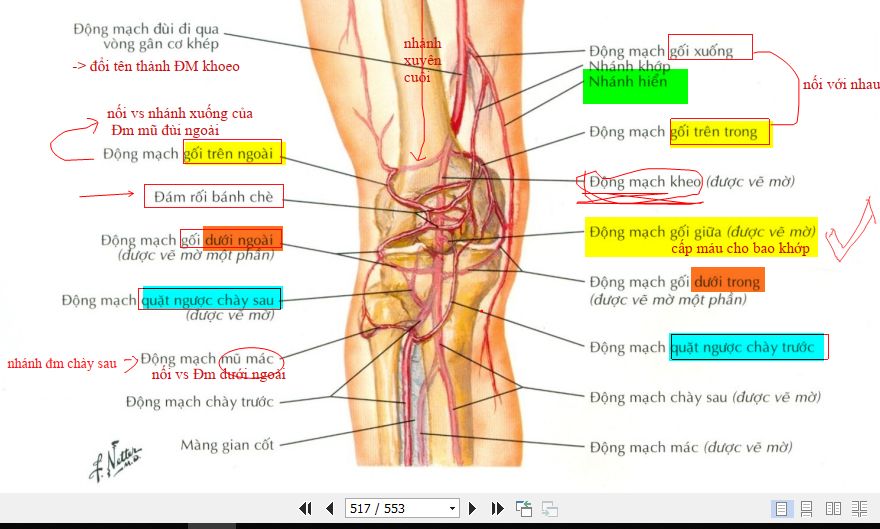 Động mạch đùi đi qua
vòng gân cơ khép
-> đổi tên thành ĐM khoeo
nối vs nhánh xuống của
Đm mũ đùi ngoài
Động mạch gối trên ngoài
Đám rối bánh chè
Động mạch gối dưới ngoài
(được vẽ mờ một phần)
Động mạch quặt ngược chày sau
(được vẽ mờ)
nhánh đm chày sau
Động mạch mũ mác
nối vs Đm dưới ngoài
Động mạch chày trước
Màng gian cốt
F. Netter
M.D.
nhánh
xuyên
cuối
Động mạch gối xuống
Nhánh khớp
Nhánh hiển
nối với nhau
Động mạch gối trên trong
Động mạch kheo (được vẽ mờ)
Động mạch gối giữa (được vẽ mờ)
cấp máu cho bao khớp
Động mạch gối dưới trong
(được vẽ mờ một phần)
Động mạch quặt ngược chày trước
Động mạch chày sau (được vẽ mờ)
Động mạch mác (được vẽ mờ)
517 / 553